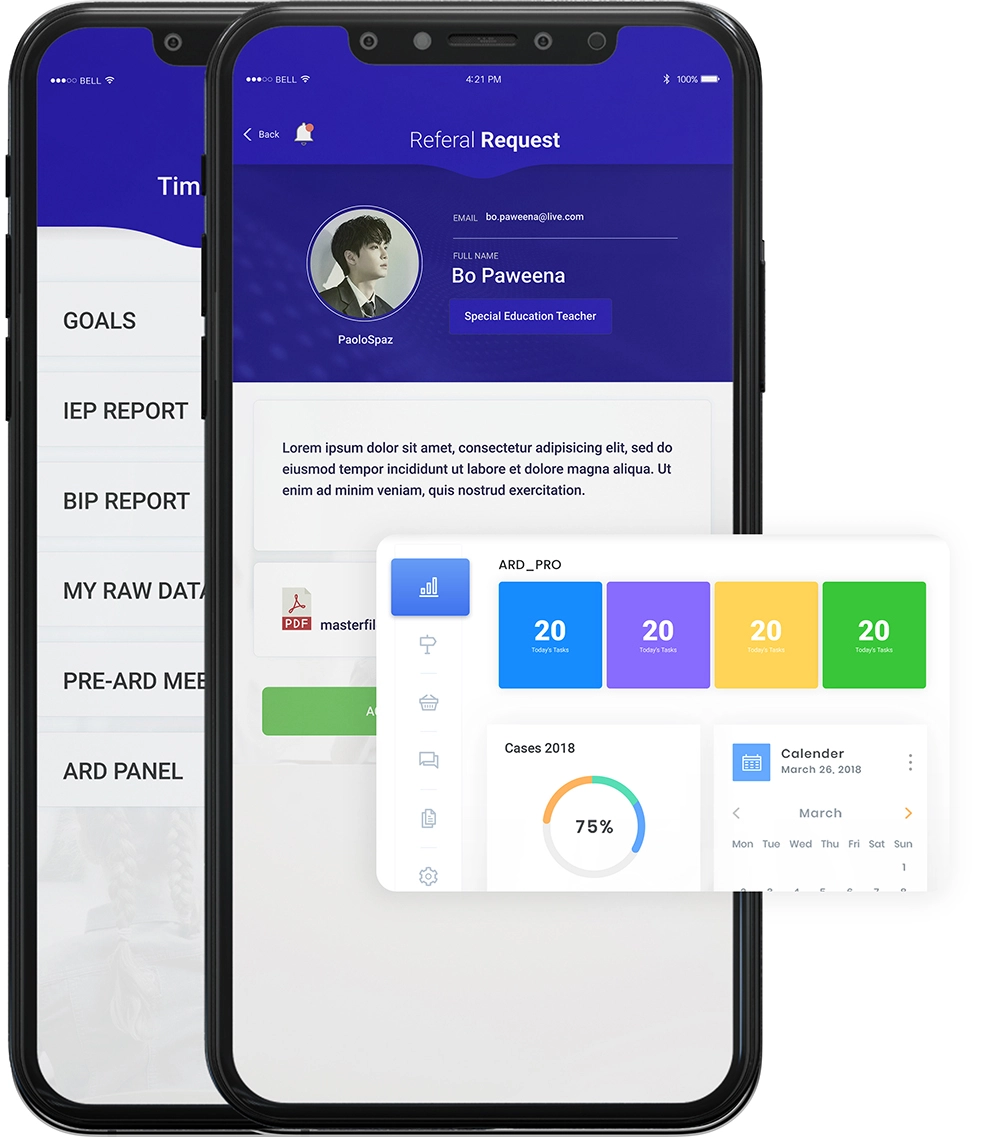 BELL
Tim
GOALS
IEP REPORT
BIP REPORT
MY RAW DATA
PRE-ARD MEE
ARD PANEL
BELL
4:21 PM
100%
Back
Referal Request
EMAIL bo.paweena@live.com
FULL NAME
Bo Paweena
Special Education Teacher
PaoloSpaz
Lorem ipsum dolor sit amet, consectetur adipisicing elit, sed do
eiusmod tempor incididunt ut labore et dolore magna aliqua. Ut
enim ad minim veniam, quis nostrud exercitation.
PDF
masterfil
ARD_PRO
20 20 20 20
Today's Tasks Today's Tasks Today's Tasks Today's Tasks
Cases 2018
75%
Calender
March 26, 2018
March
Mon Tue Wed Thu Fri Sat Sun
1